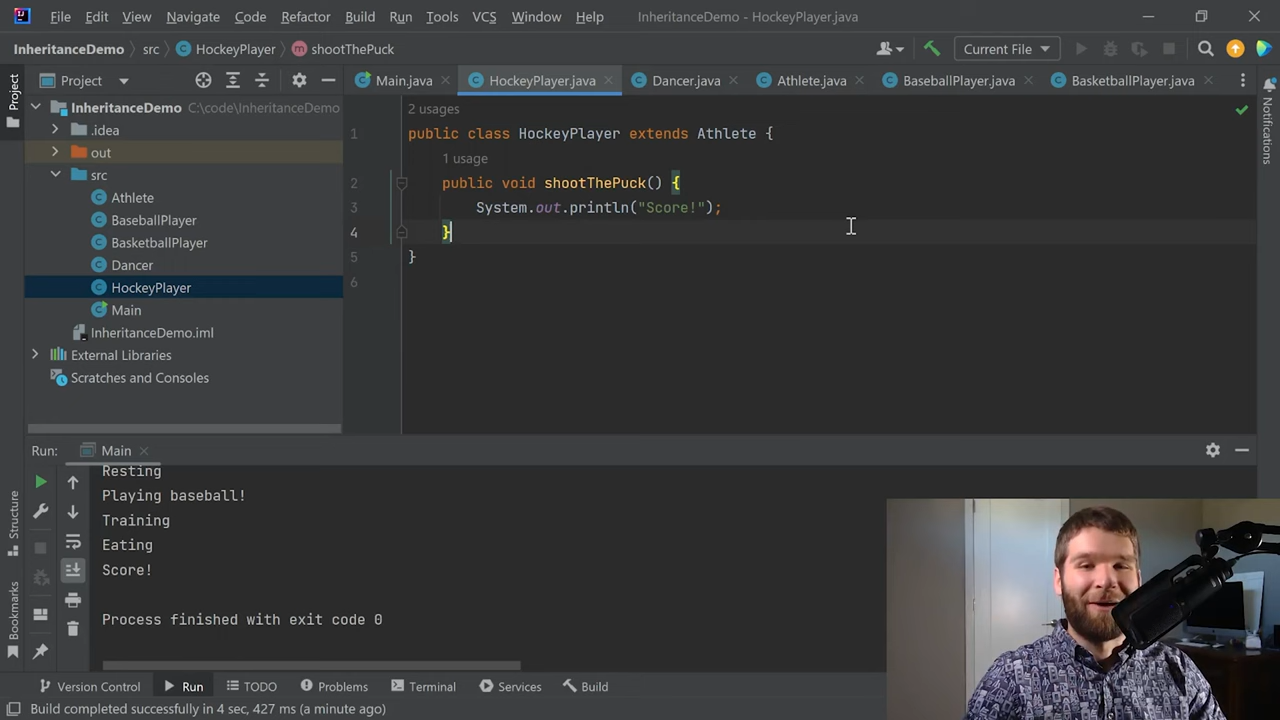 File Edit View Navigate Code Refactor Build Run Tools VCS Window Help InheritanceDemo - HockeyPlayer.java
InheritanceDemo src HockeyPlayer shootThePuck Current File
Project Main.java HockeyPlayer.java Dancer.java Athlete.java BaseballPlayer.java BasketballPlayer.java
Project
Notifications
InheritanceDemo C:\code\InheritanceDemo
.idea
out
src
Athlete
BaseballPlayer
BasketballPlayer
Dancer
HockeyPlayer
Main
InheritanceDemo.iml
External Libraries
Scratches and Consoles
2 usages
1 public class HockeyPlayer extends Athlete {
1 usage
2 public void shootThePuck() {
3 System.out.println("Score!");
4 }
5 }
6
Run: Main
Resting
Playing baseball!
Training
Eating
Score!
Process finished with exit code 0
Structure
Bookmarks
Version Control Run TODO Problems Terminal Services Build
Build completed successfully in 4 sec, 427 ms (a minute ago)